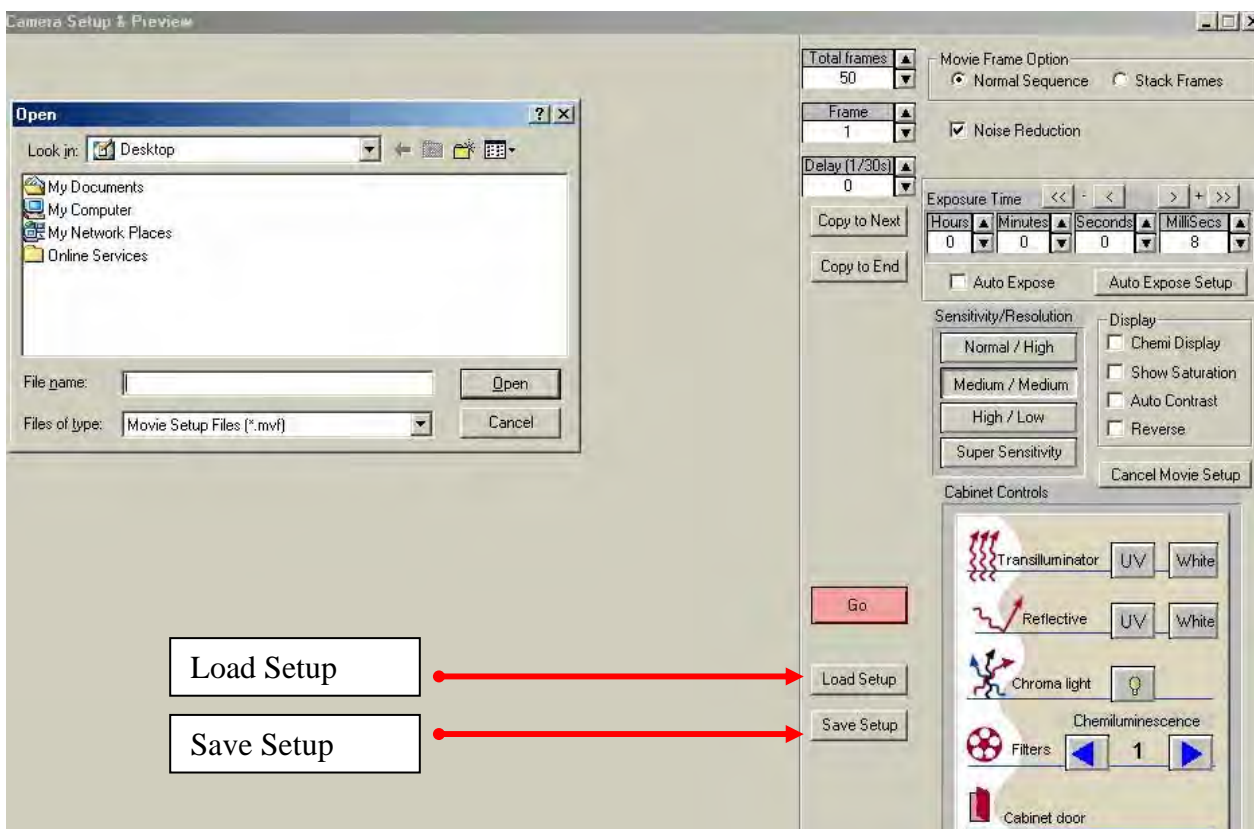 Camera Setup & Preview
Open
Look in: Desktop
My Documents
My Computer
My Network Places
Online Services
File name:
Open
Files of type: Movie Setup Files (*.mvf)
Cancel
Total frames
50
Frame
1
Delay (1/30s)
0
Copy to Next
Copy to End
Go
Load Setup
Save Setup
Load Setup
Save Setup
Movie Frame Option
Normal Sequence Stack Frames
Noise Reduction
Exposure Time << - < > + >>
Hours Minutes Seconds MilliSecs
0 0 0 8
Auto Expose Auto Expose Setup
Sensitivity/Resolution
Normal / High
Medium / Medium
High / Low
Super Sensitivity
Display
Chemi Display
Show Saturation
Auto Contrast
Reverse
Cancel Movie Setup
Cabinet Controls
Transilluminator UV White
Reflective UV White
Chroma light
Chemiluminescence
Filters 1
Cabinet door